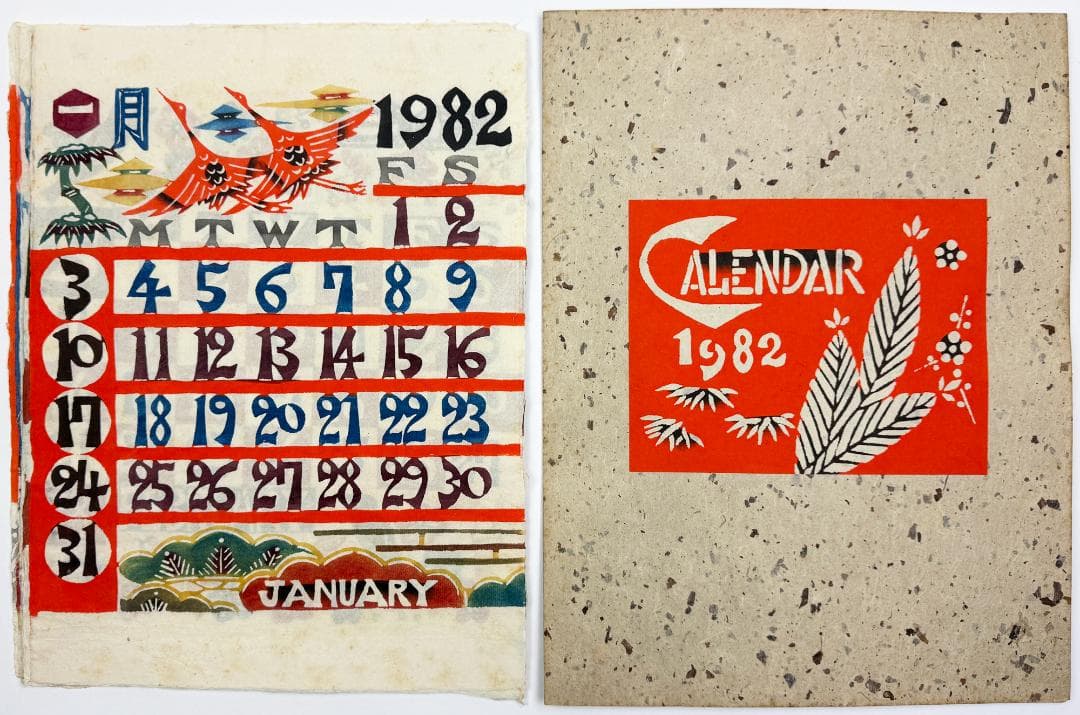 一月 1982
F S
M T W T 1 2
3 4 5 6 7 8 9
10 11 12 13 14 15 16
17 18 19 20 21 22 23
24 25 26 27 28 29 30
31
JANUARY
CALENDAR
1982